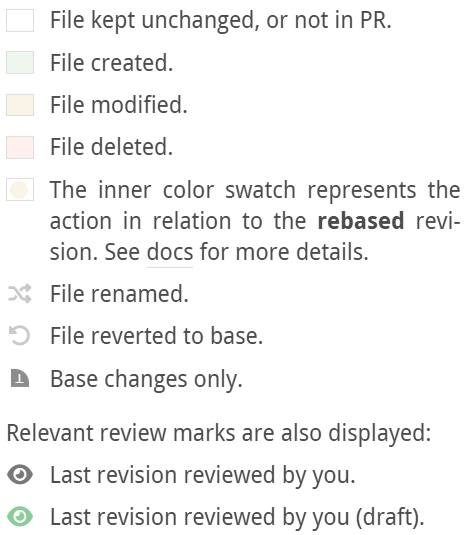 File kept unchanged, or not in PR.
File created.
File modified.
File deleted.
The inner color swatch represents the
action in relation to the rebased revi-
sion. See docs for more details.
File renamed.
File reverted to base.
Base changes only.
Relevant review marks are also displayed:
Last revision reviewed by you.
Last revision reviewed by you (draft).